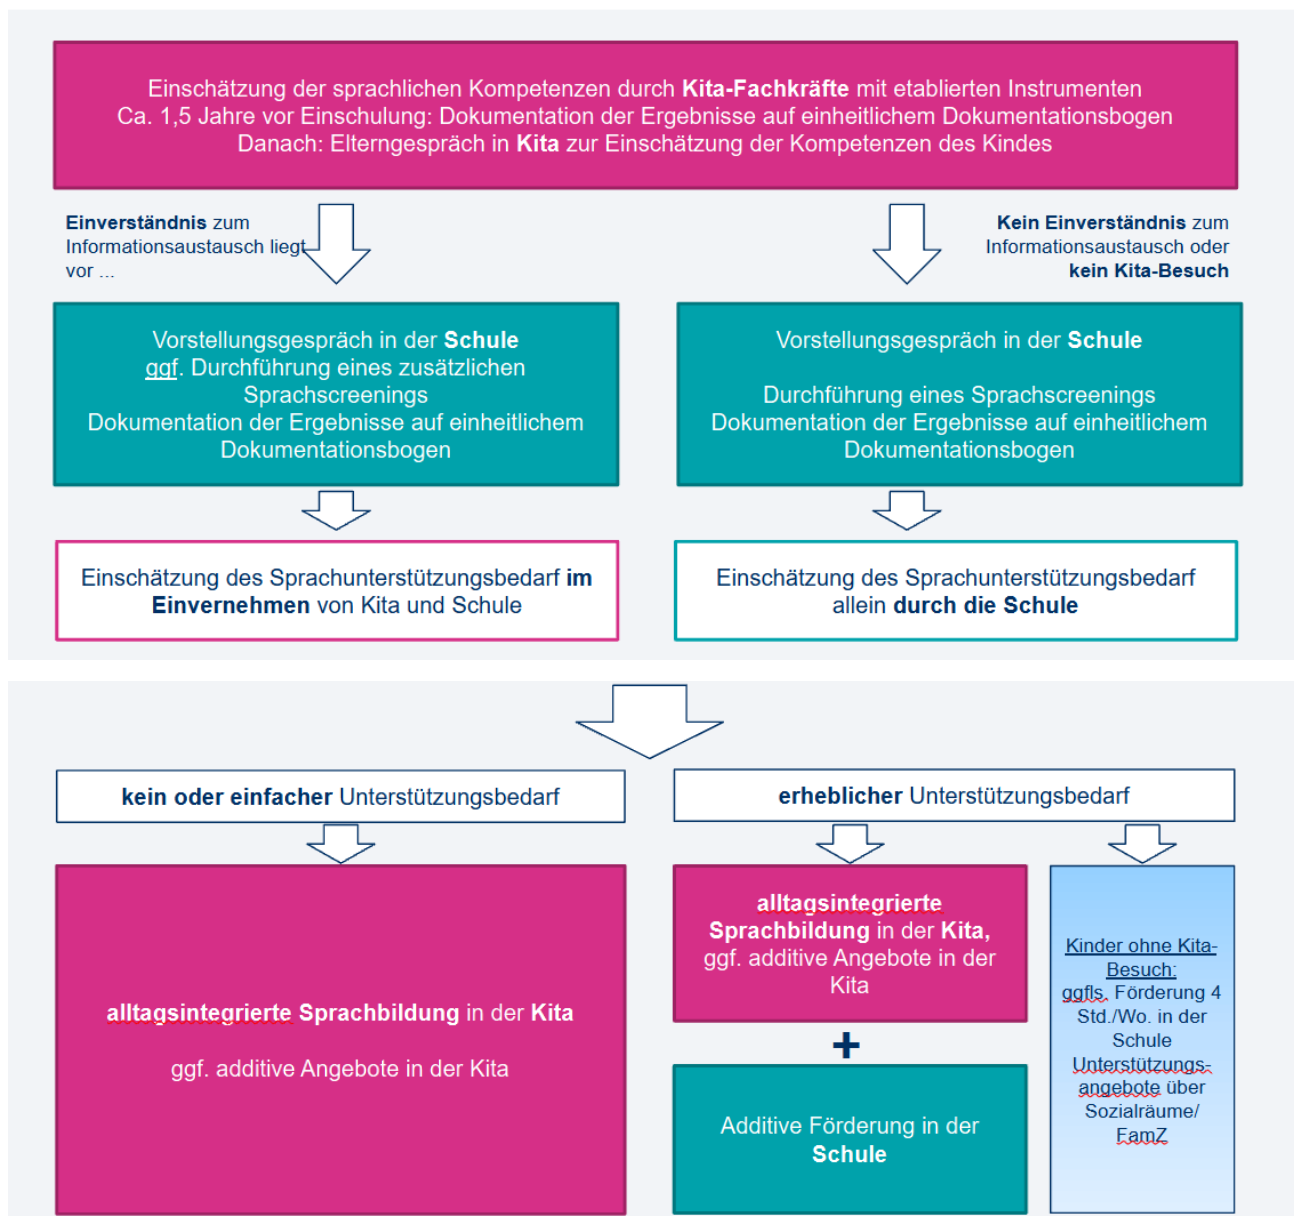 Einschätzung der sprachlichen Kompetenzen durch Kita-Fachkräfte mit etablierten Instrumenten
Ca. 1,5 Jahre vor Einschulung: Dokumentation der Ergebnisse auf einheitlichem Dokumentationsbogen
Danach: Elterngespräch in Kita zur Einschätzung der Kompetenzen des Kindes
Einverständnis zum
Informationsaustausch liegt
vor ...
Kein Einverständnis zum
Informationsaustausch oder
kein Kita-Besuch
Vorstellungsgespräch in der Schule
ggf. Durchführung eines zusätzlichen
Sprachscreenings
Dokumentation der Ergebnisse auf einheitlichem
Dokumentationsbogen
Vorstellungsgespräch in der Schule
Durchführung eines Sprachscreenings
Dokumentation der Ergebnisse auf einheitlichem
Dokumentationsbogen
Einschätzung des Sprachunterstützungsbedarf im
Einvernehmen von Kita und Schule
Einschätzung des Sprachunterstützungsbedarf
allein durch die Schule
kein oder einfacher Unterstützungsbedarf
erheblicher Unterstützungsbedarf
alltagsintegrierte Sprachbildung in der Kita
ggf. additive Angebote in der Kita
alltagsintegrierte
Sprachbildung in der Kita,
ggf. additive Angebote in der
Kita
+
Additive Förderung in der
Schule
Kinder ohne Kita-
Besuch:
ggfls. Förderung 4
Std./Wo. in der
Schule
Unterstützungs-
angebote über
Sozialräume/
FamZ